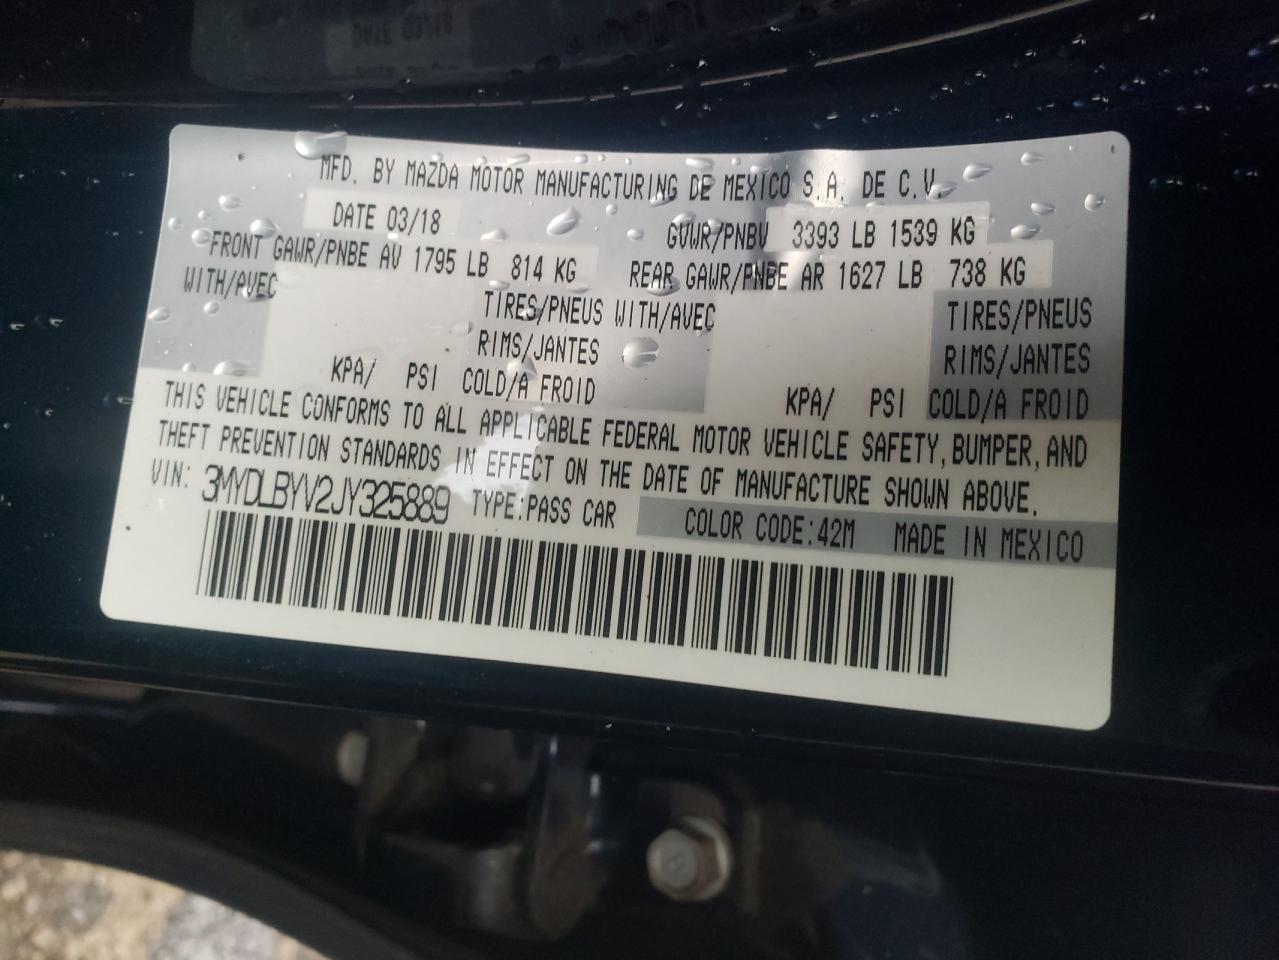 MFD. BY MAZDA MOTOR MANUFACTURING DE MEXICO S.A. DE C.V.
DATE 03/18 GVWR/PNBV 3393 LB 1539 KG
FRONT GAWR/PNBE AV 1795 LB 814 KG REAR GAWR/PNBE AR 1627 LB 738 KG
WITH/AVEC TIRES/PNEUS WITH/AVEC TIRES/PNEUS
RIMS/JANTES RIMS/JANTES
KPA/ PSI COLD/A FROID KPA/ PSI COLD/A FROID
THIS VEHICLE CONFORMS TO ALL APPLICABLE FEDERAL MOTOR VEHICLE SAFETY, BUMPER, AND
THEFT PREVENTION STANDARDS IN EFFECT ON THE DATE OF MANUFACTURE SHOWN ABOVE.
VIN: 3MYDLBYV2JY325889 TYPE:PASS CAR COLOR CODE:42M MADE IN MEXICO